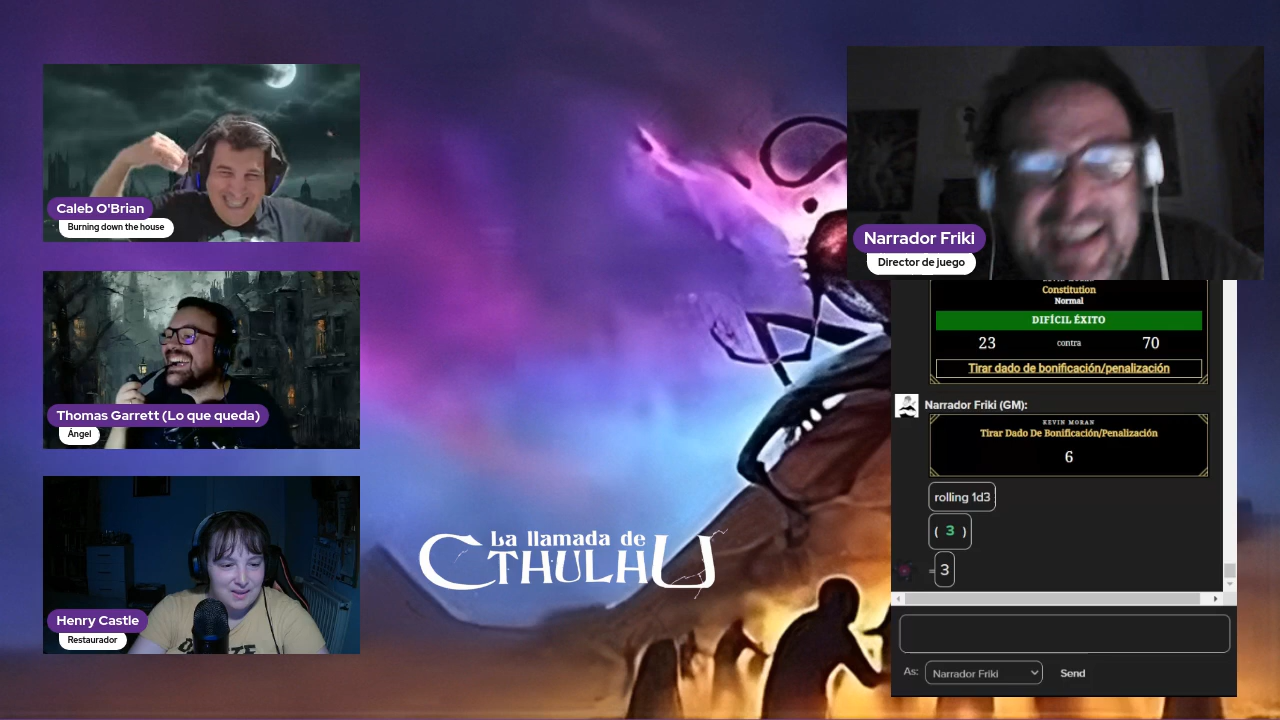 Caleb O'Brian
Burning down the house
Thomas Garrett (Lo que queda)
Ángel
Henry Castle
Restaurador
La llamada de
CTHULHU
Narrador Friki
Director de juego
Constitution
Normal
DIFÍCIL ÉXITO
23 contra 70
Tirar dado de bonificación/penalización
Narrador Friki (GM):
KEVIN MORAN
Tirar Dado De Bonificación/Penalización
6
rolling 1d3
( 3 )
=3
As: Narrador Friki Send